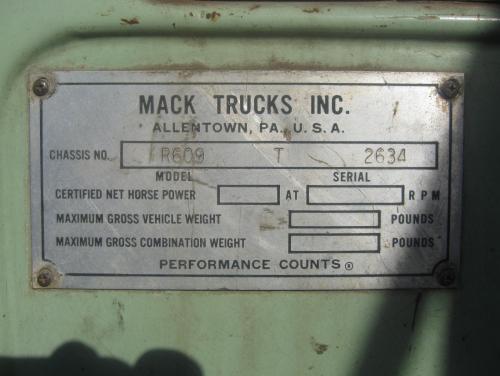 MACK TRUCKS INC.
ALLENTOWN, PA. U.S.A.
CHASSIS NO. R609 T 2634
MODEL SERIAL
CERTIFIED NET HORSE POWER AT RPM
MAXIMUM GROSS VEHICLE WEIGHT POUNDS
MAXIMUM GROSS COMBINATION WEIGHT POUNDS
PERFORMANCE COUNTS ®